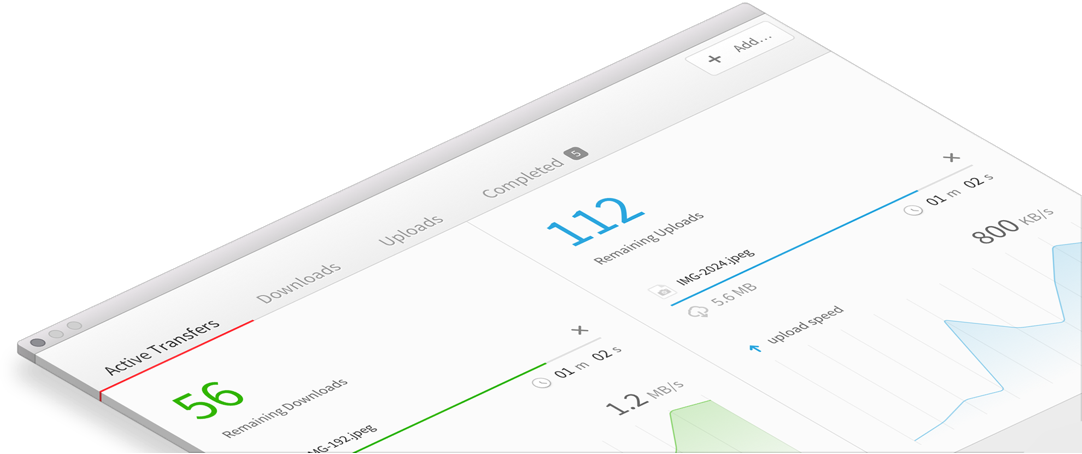 + Add...
Active Transfers
Downloads
Uploads
Completed 5
56
Remaining Downloads
MG-192.jpeg
01 m 02 s
1.2 MB/s
112
Remaining Uploads
IMG-2024.jpeg
5.6 MB
01 m 02 s
upload speed
800 KB/s